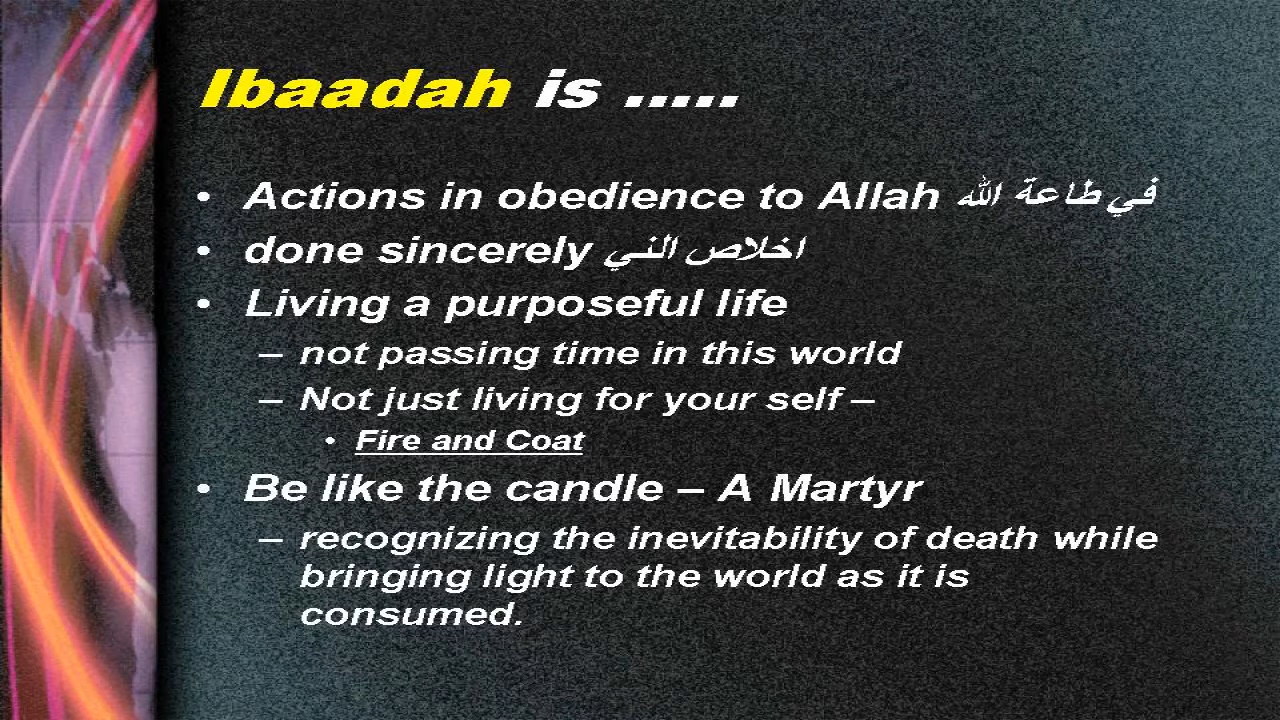 Ibaadah is .....
• Actions in obedience to Allah في طاعة الله
• done sincerely اخلاص الني
• Living a purposeful life
– not passing time in this world
– Not just living for your self –
• Fire and Coat
• Be like the candle – A Martyr
– recognizing the inevitability of death while
bringing light to the world as it is
consumed.